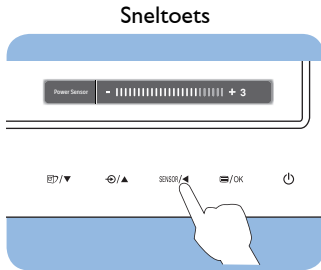 Sneltoets
Power Sensor - + 3
/▼ /▲ SENSOR/◀ /OK